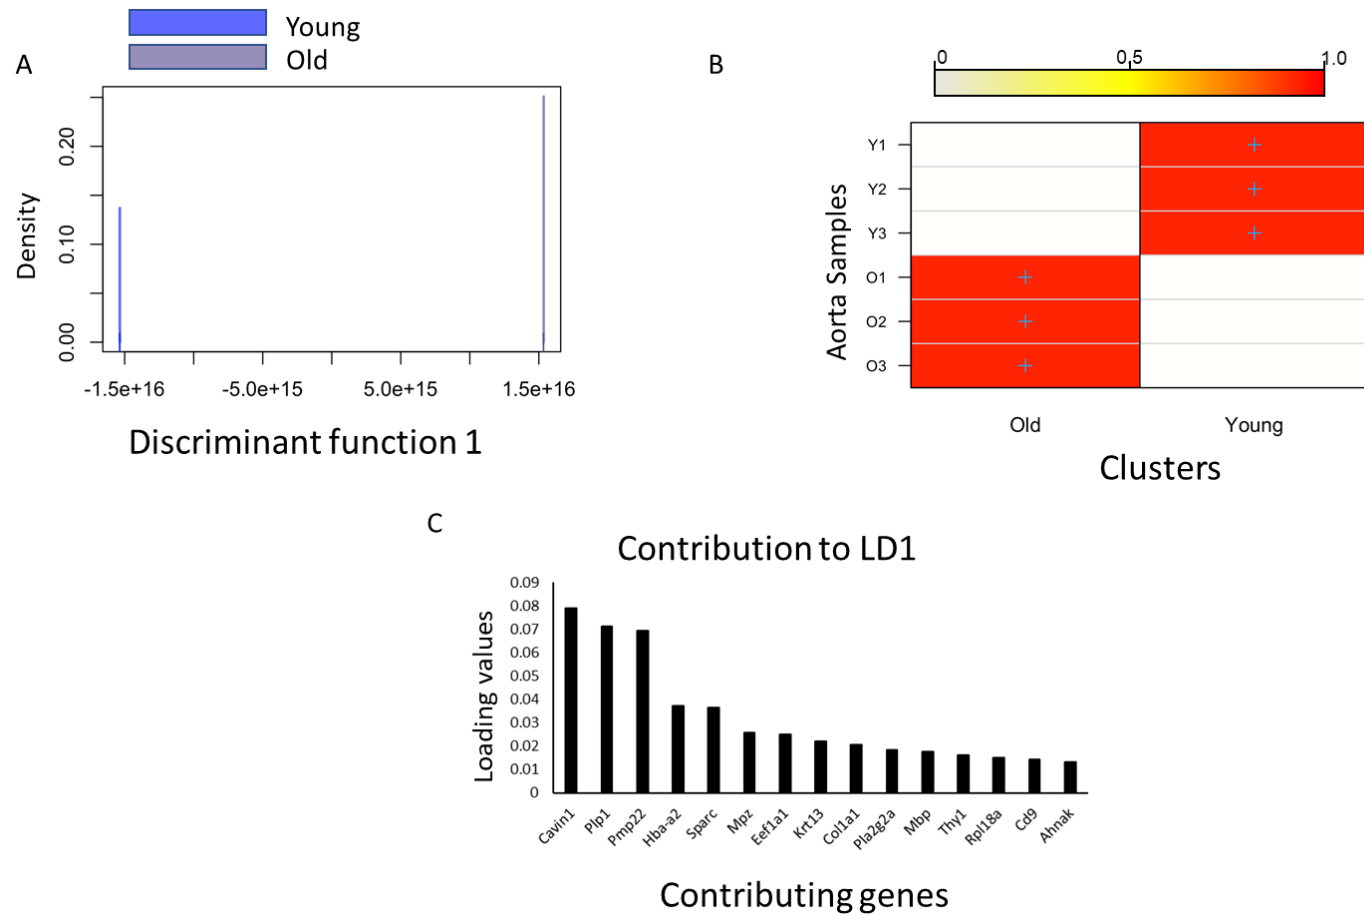 Young
Old
A
Density
0.20
0.10
0.00
-1.5e+16
-5.0e+15
5.0e+15
1.5e+16
Discriminant function 1
B
0
0,5
1.0
Aorta Samples
Y1
Y2
Y3
O1
O2
O3
Old
Young
Clusters
C
Contribution to LD1
Loading values
0.09
0.08
0.07
0.06
0.05
0.04
0.03
0.02
0.01
0
Cavin1
Plp1
Pmp22
Hba-a2
Sparc
Mpz
Eef1a1
Krt13
Col1a1
Pla2g2a
Mbp
Thy1
Rpl18a
Cd9
Ahnak
Contributing genes